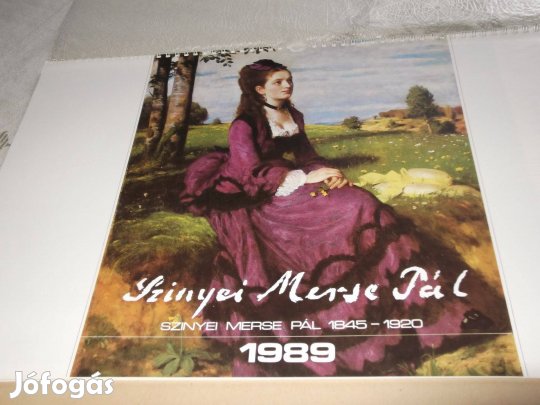 Szinyei Merse Pál
SZINYEI MERSE PÁL 1845-1920
1989
Jófogás